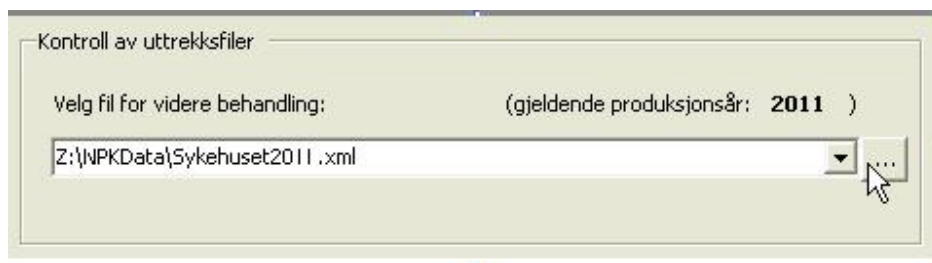 Kontroll av uttrekksfiler
Velg fil for videre behandling: (gjeldende produksjonsår: 2011 )
Z:\NPKData\Sykehuset2011.xml ...